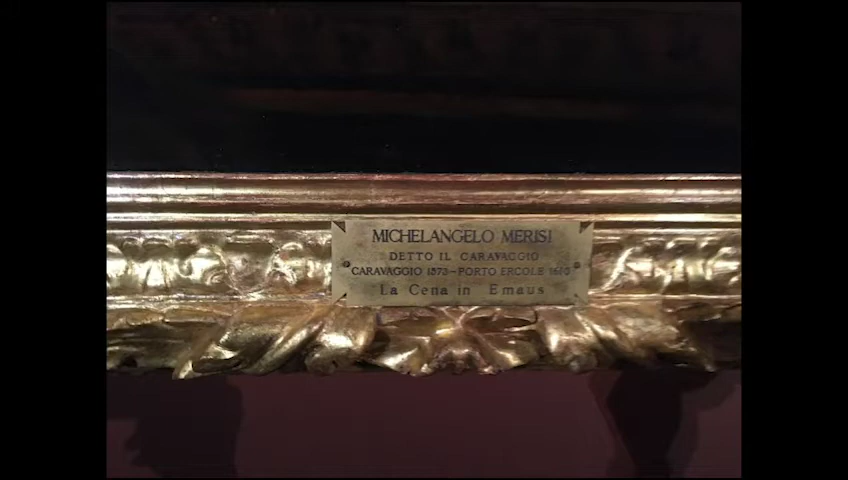 MICHELANGELO MERISI
DETTO IL CARAVAGGIO
CARAVAGGIO 1573-PORTO ERCOLE 1610
La Cena in Emaus